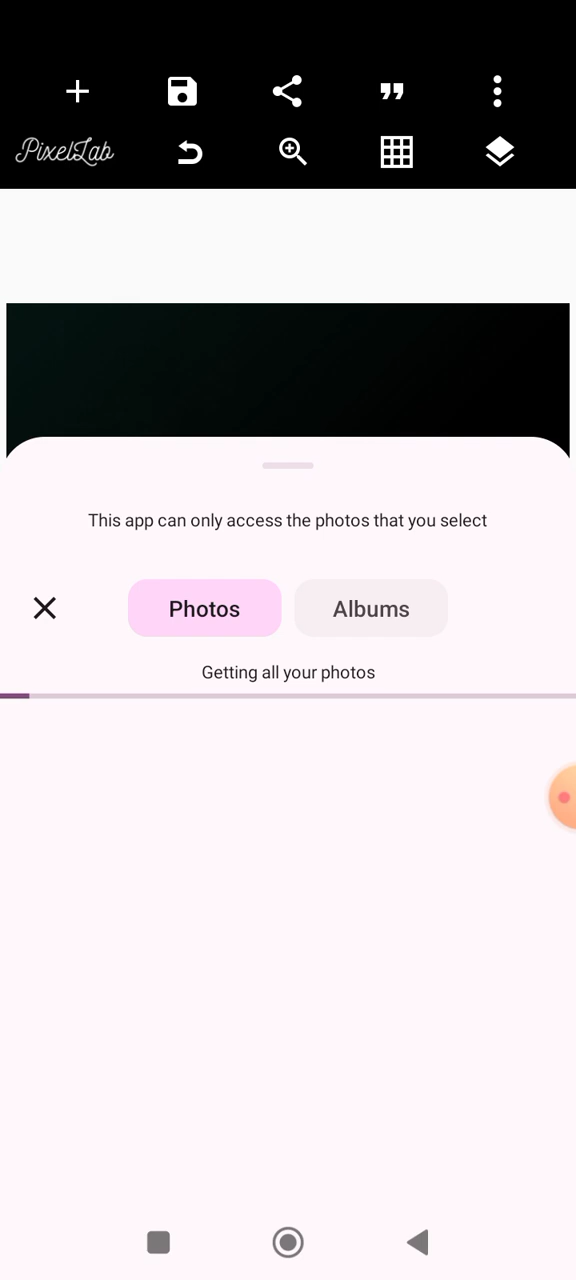 PixelLab
This app can only access the photos that you select
Photos
Albums
Getting all your photos